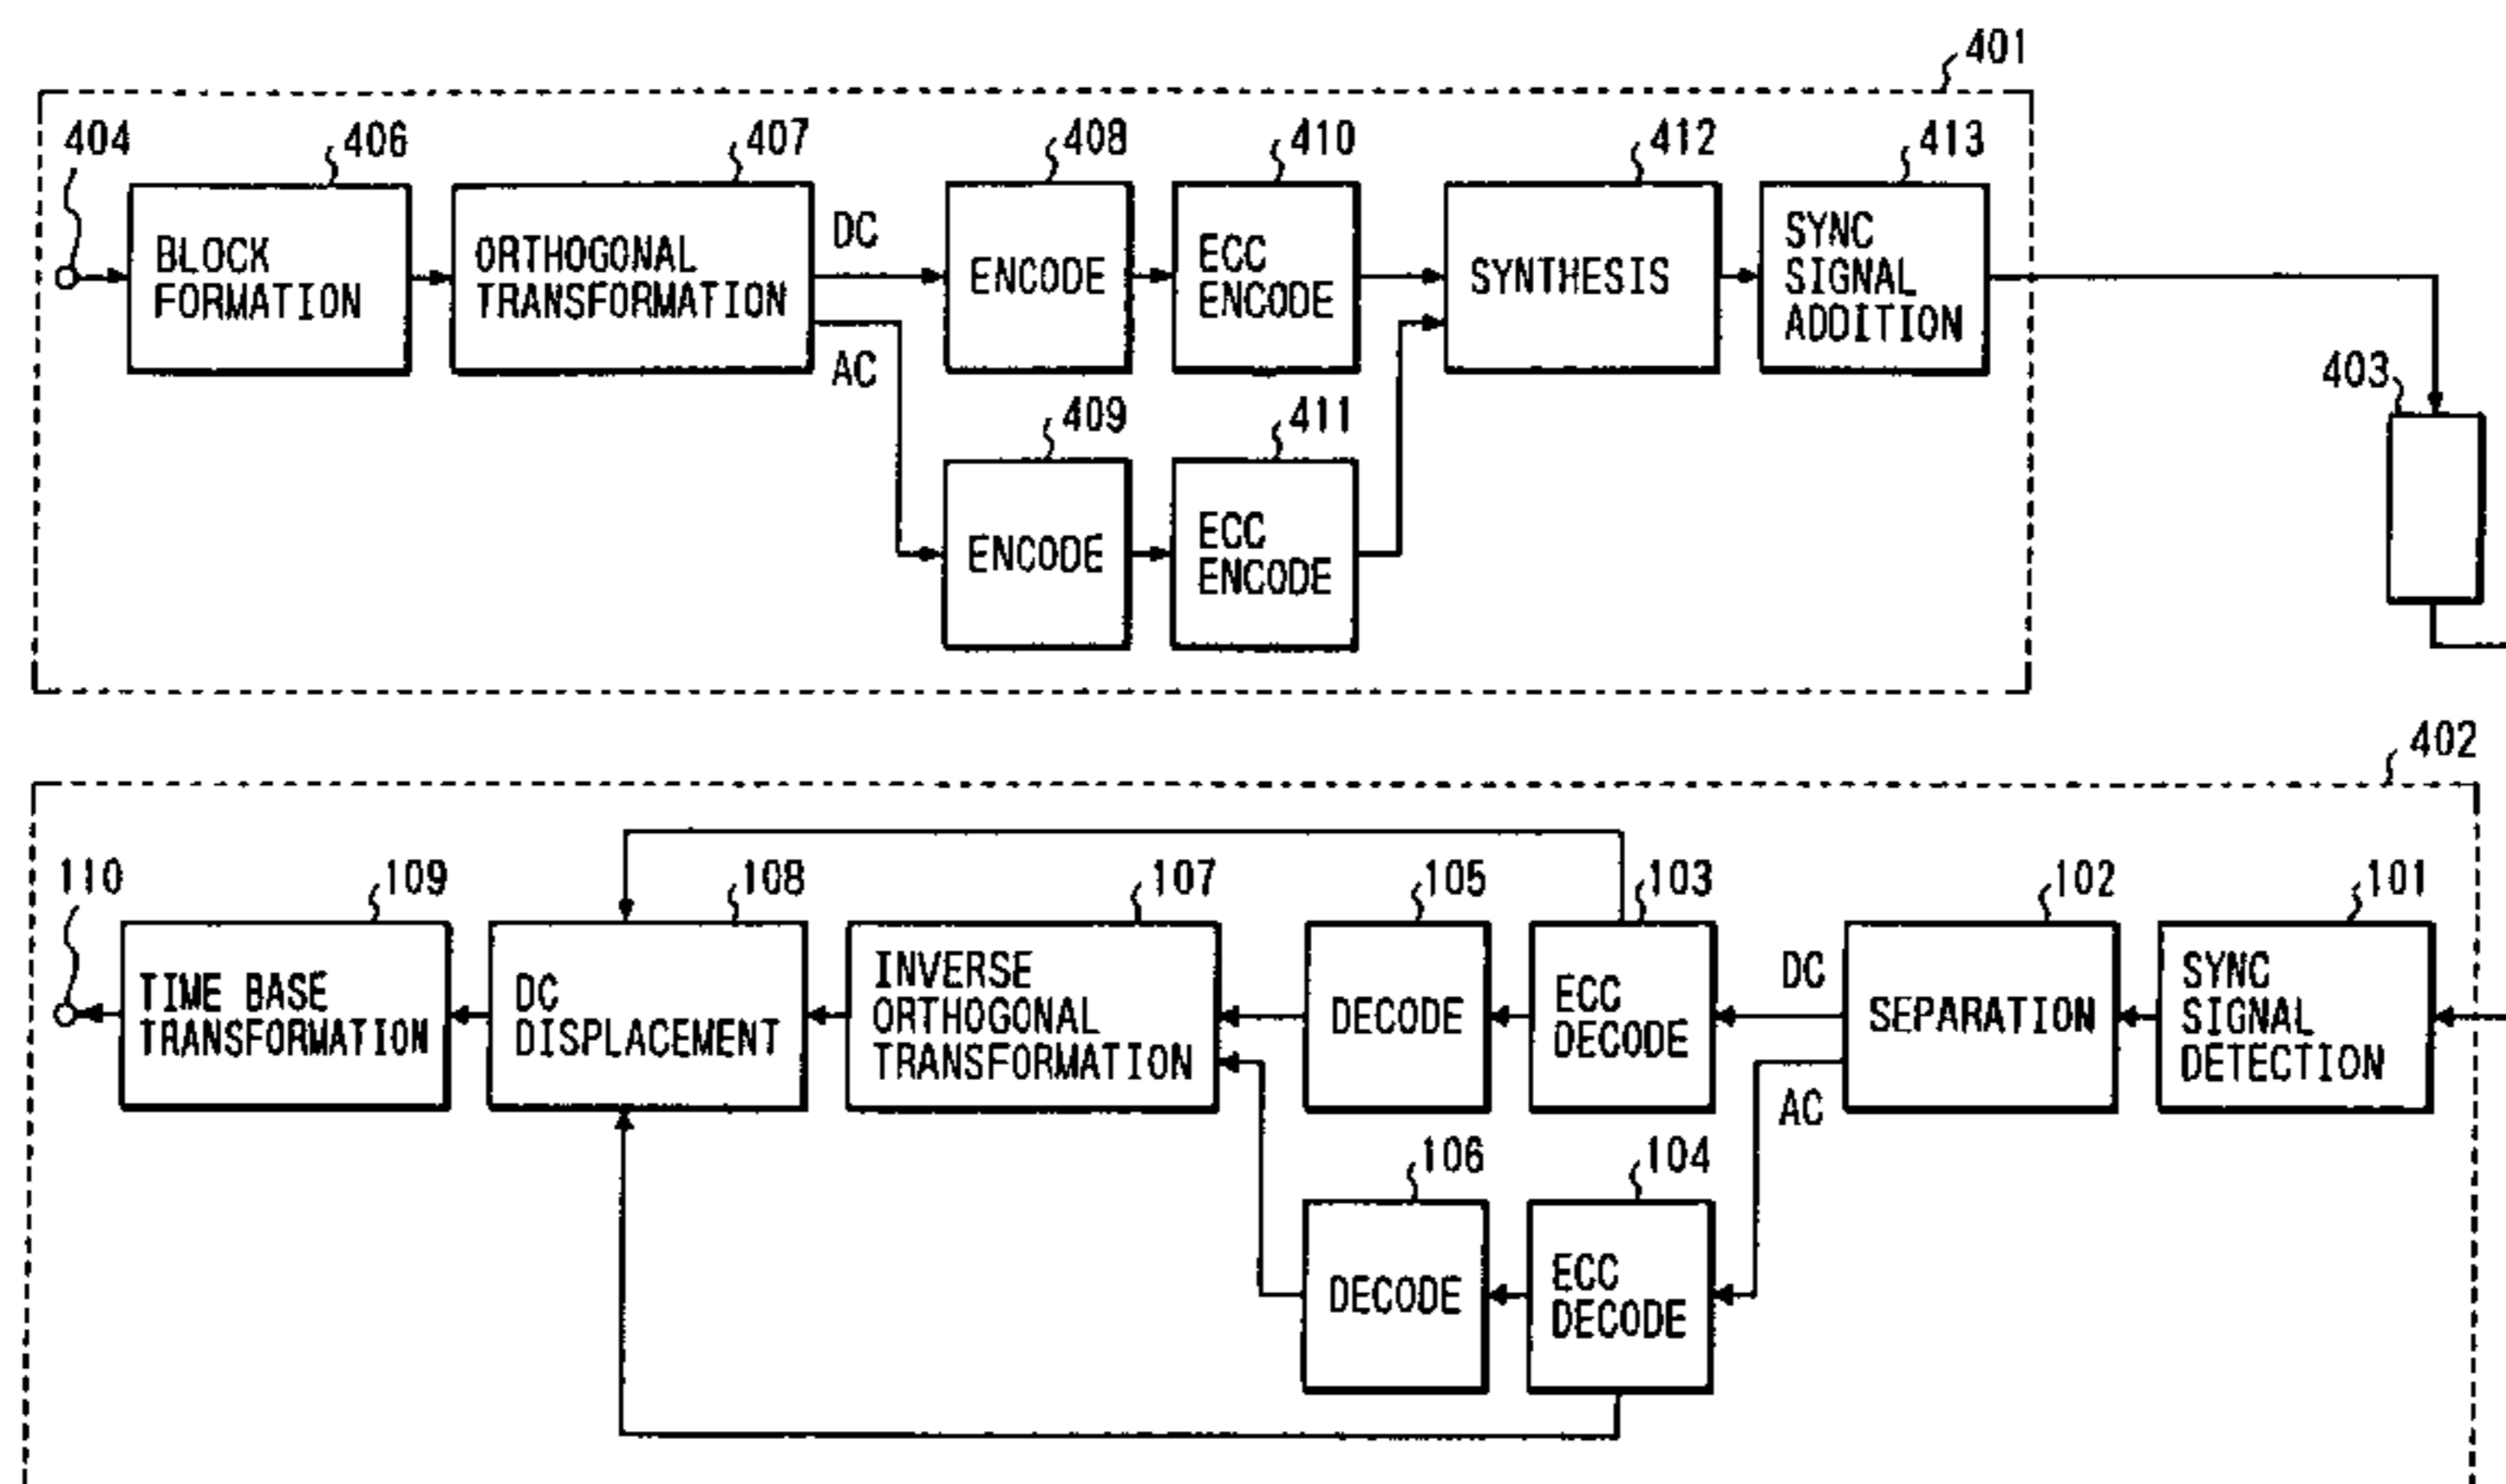 401
404
406
407
408
410
412
413
BLOCK
FORMATION
ORTHOGONAL
TRANSFORMATION
DC
AC
ENCODE
ECC
ENCODE
SYNTHESIS
SYNC
SIGNAL
ADDITION
403
409
411
ENCODE
ECC
ENCODE
402
110
109
108
107
105
103
102
101
TIME BASE
TRANSFORMATION
DC
DISPLACEMENT
INVERSE
ORTHOGONAL
TRANSFORMATION
DECODE
ECC
DECODE
DC
AC
SEPARATION
SYNC
SIGNAL
DETECTION
106
104
DECODE
ECC
DECODE